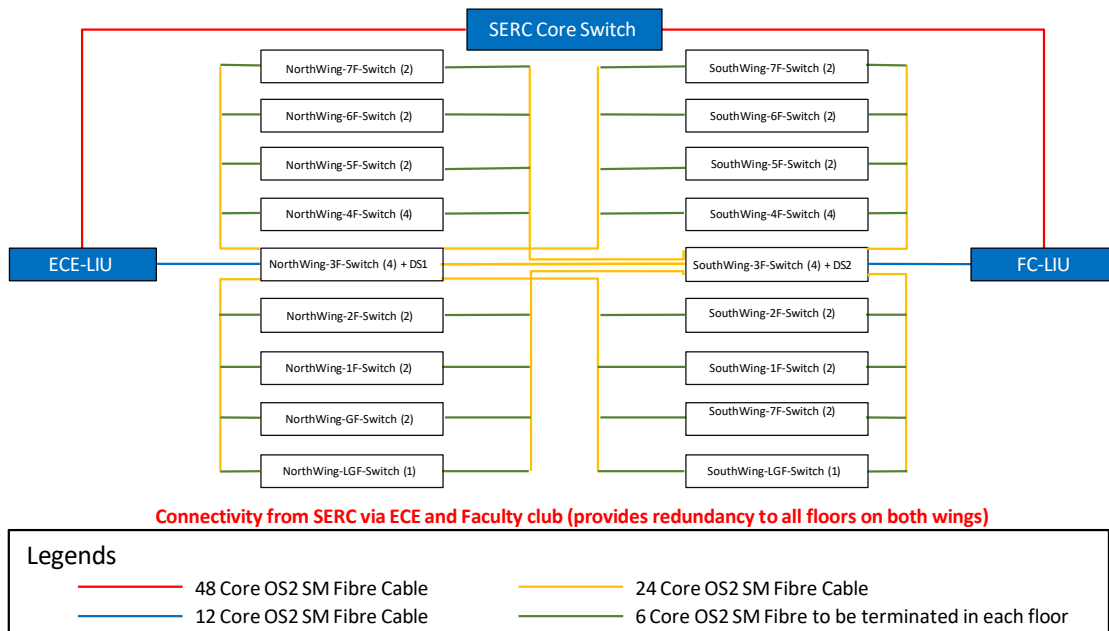 SERC Core Switch
NorthWing-7F-Switch (2)
SouthWing-7F-Switch (2)
NorthWing-6F-Switch (2)
SouthWing-6F-Switch (2)
NorthWing-5F-Switch (2)
SouthWing-5F-Switch (2)
NorthWing-4F-Switch (4)
SouthWing-4F-Switch (4)
ECE-LIU
NorthWing-3F-Switch (4) + DS1
SouthWing-3F-Switch (4) + DS2
FC-LIU
NorthWing-2F-Switch (2)
SouthWing-2F-Switch (2)
NorthWing-1F-Switch (2)
SouthWing-1F-Switch (2)
NorthWing-GF-Switch (2)
SouthWing-7F-Switch (2)
NorthWing-LGF-Switch (1)
SouthWing-LGF-Switch (1)
Connectivity from SERC via ECE and Faculty club (provides redundancy to all floors on both wings)
Legends
48 Core OS2 SM Fibre Cable
24 Core OS2 SM Fibre Cable
12 Core OS2 SM Fibre Cable
6 Core OS2 SM Fibre to be terminated in each floor